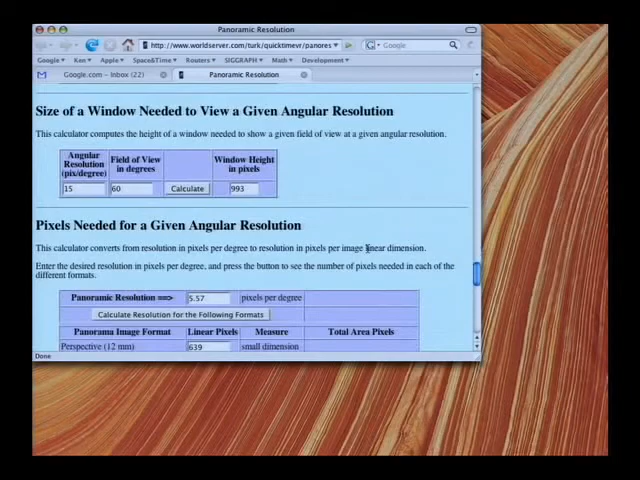 Panoramic Resolution
http://www.worldserver.com/turk/quicktimevr/panores
Google
Google Ken Apple Space&Time Routers SIGGRAPH Math Development
Google.com – Inbox (22) Panoramic Resolution
Size of a Window Needed to View a Given Angular Resolution
This calculator computes the height of a window needed to show a given field of view at a given angular resolution.
Angular Resolution (pix/degree) Field of View in degrees Window Height in pixels
15 60 Calculate 993
Pixels Needed for a Given Angular Resolution
This calculator converts from resolution in pixels per degree to resolution in pixels per image linear dimension.
Enter the desired resolution in pixels per degree, and press the button to see the number of pixels needed in each of the
different formats.
Panoramic Resolution ==> 5.57 pixels per degree
Calculate Resolution for the Following Formats
Panorama Image Format Linear Pixels Measure Total Area Pixels
Perspective (12 mm) 639 small dimension
Done